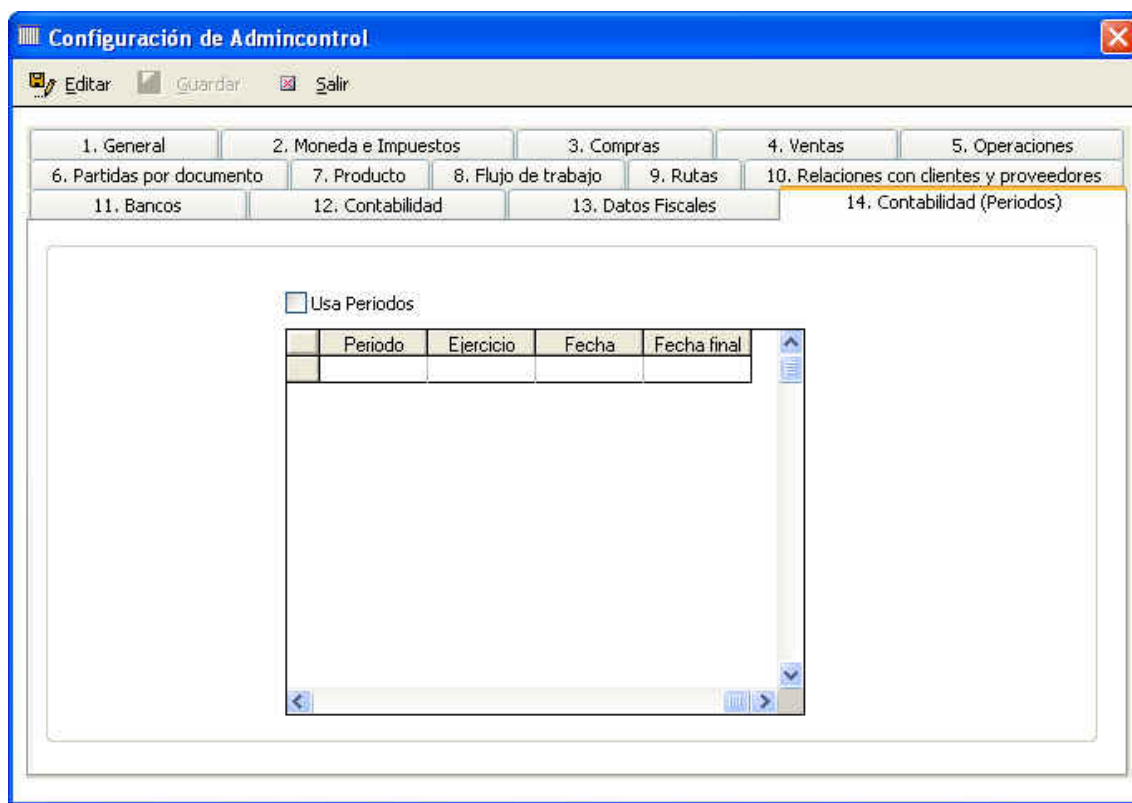 Configuración de Admincontrol
Editar Guardar Salir
1. General 2. Moneda e Impuestos 3. Compras 4. Ventas 5. Operaciones
6. Partidas por documento 7. Producto 8. Flujo de trabajo 9. Rutas 10. Relaciones con clientes y proveedores
11. Bancos 12. Contabilidad 13. Datos Fiscales 14. Contabilidad (Periodos)
Usa Periodos
Periodo Ejercicio Fecha Fecha final